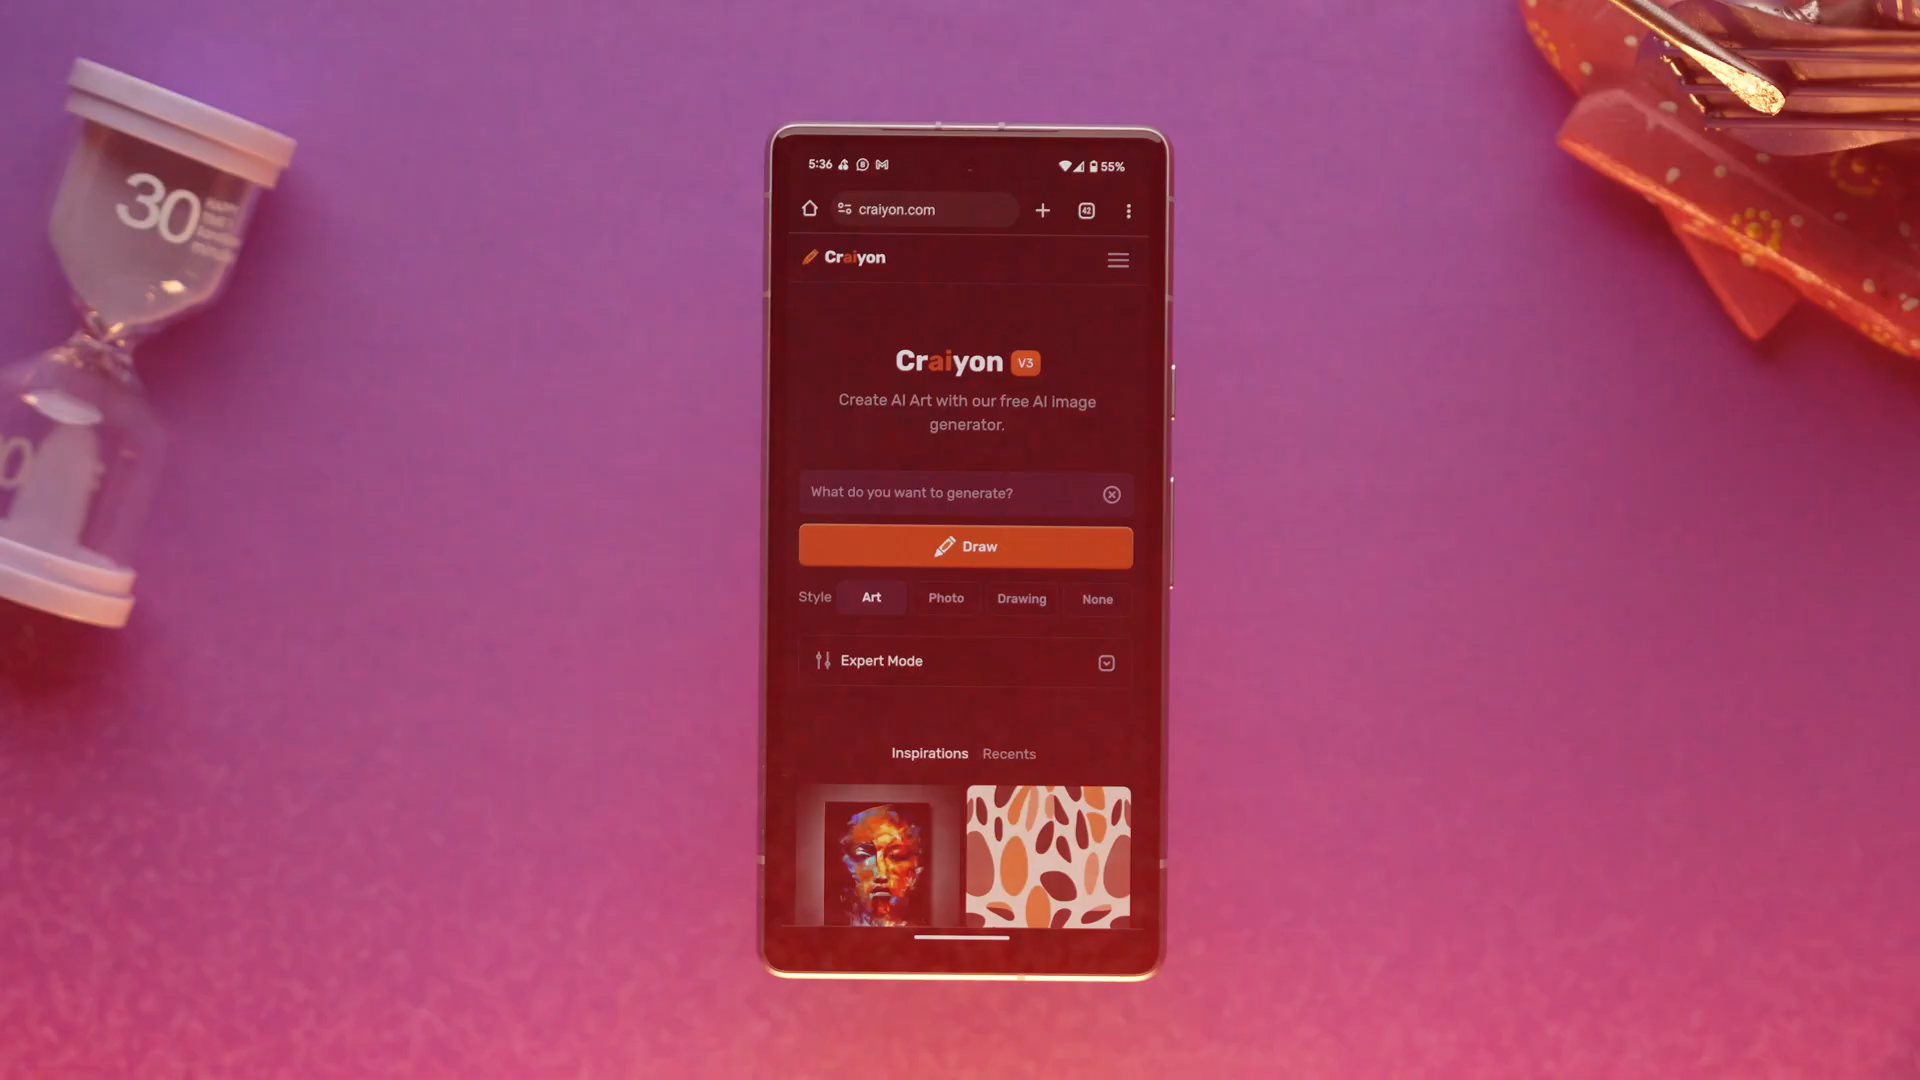 30
5:36
55%
craiyon.com
42
Craiyon
Craiyon V3
Create AI Art with our free AI image
generator.
What do you want to generate?
Draw
Style Art Photo Drawing None
Expert Mode
Inspirations Recents